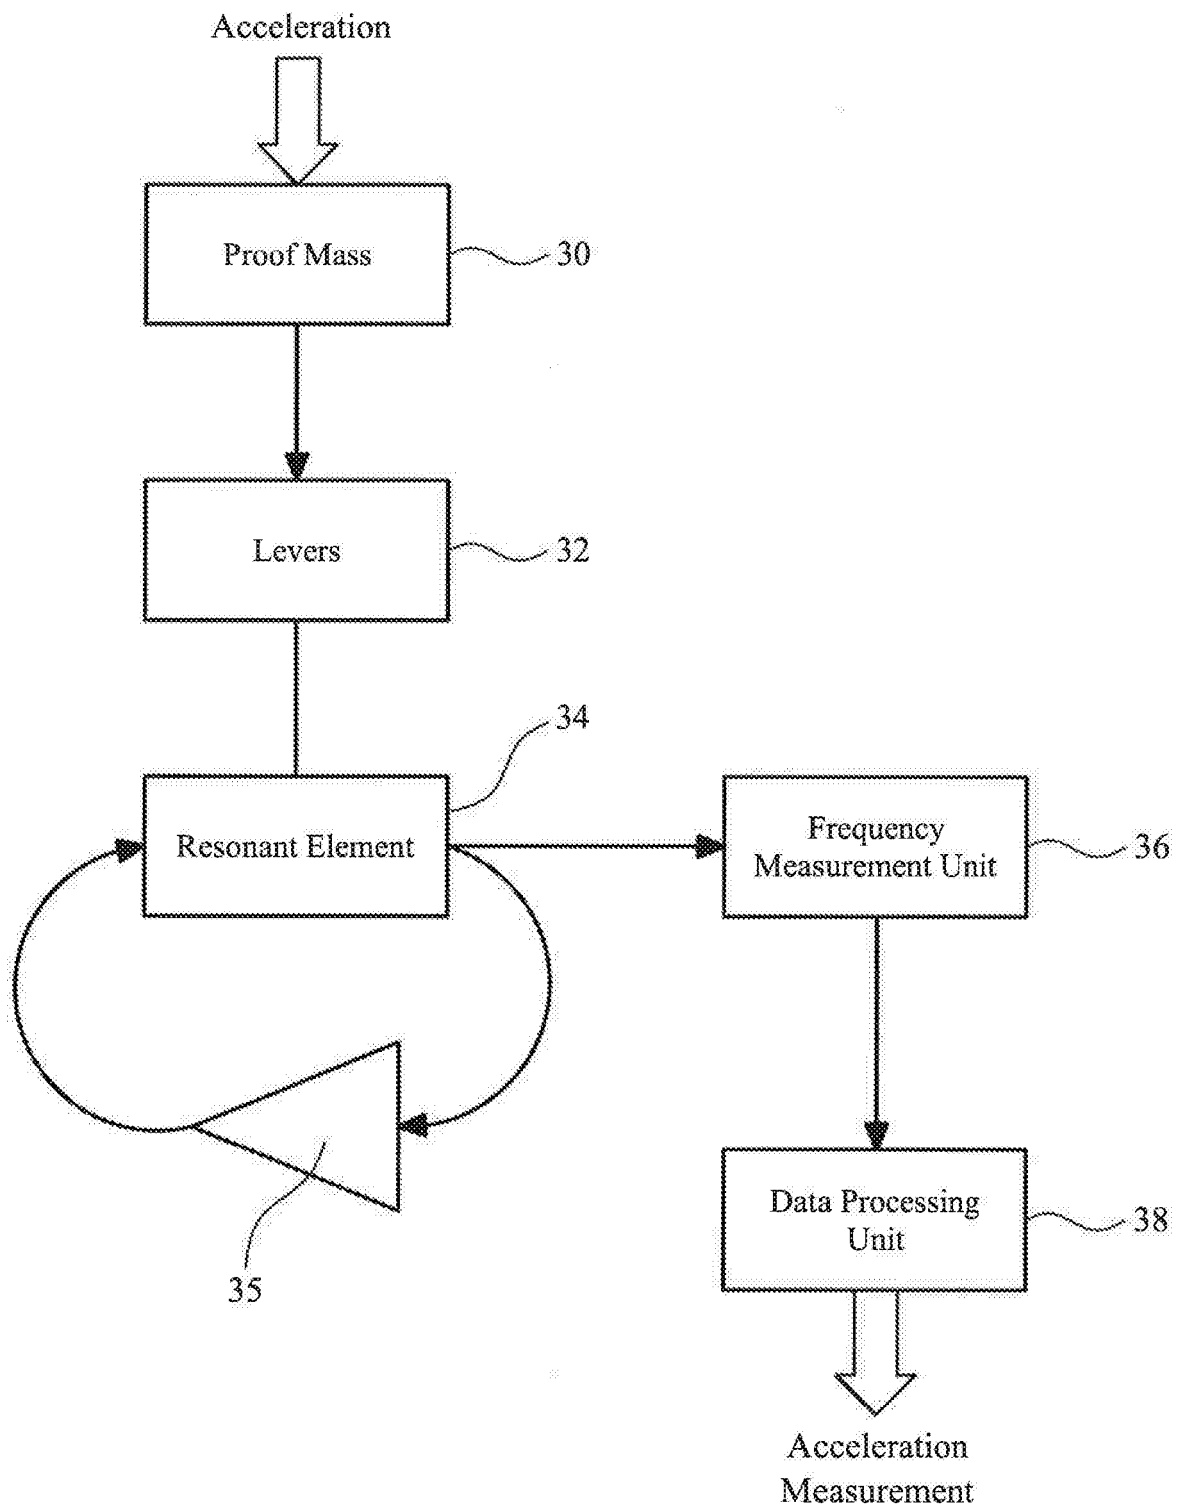 Acceleration
Proof Mass
30
Levers
32
34
Resonant Element
Frequency
Measurement Unit
36
35
Data Processing
Unit
38
Acceleration
Measurement